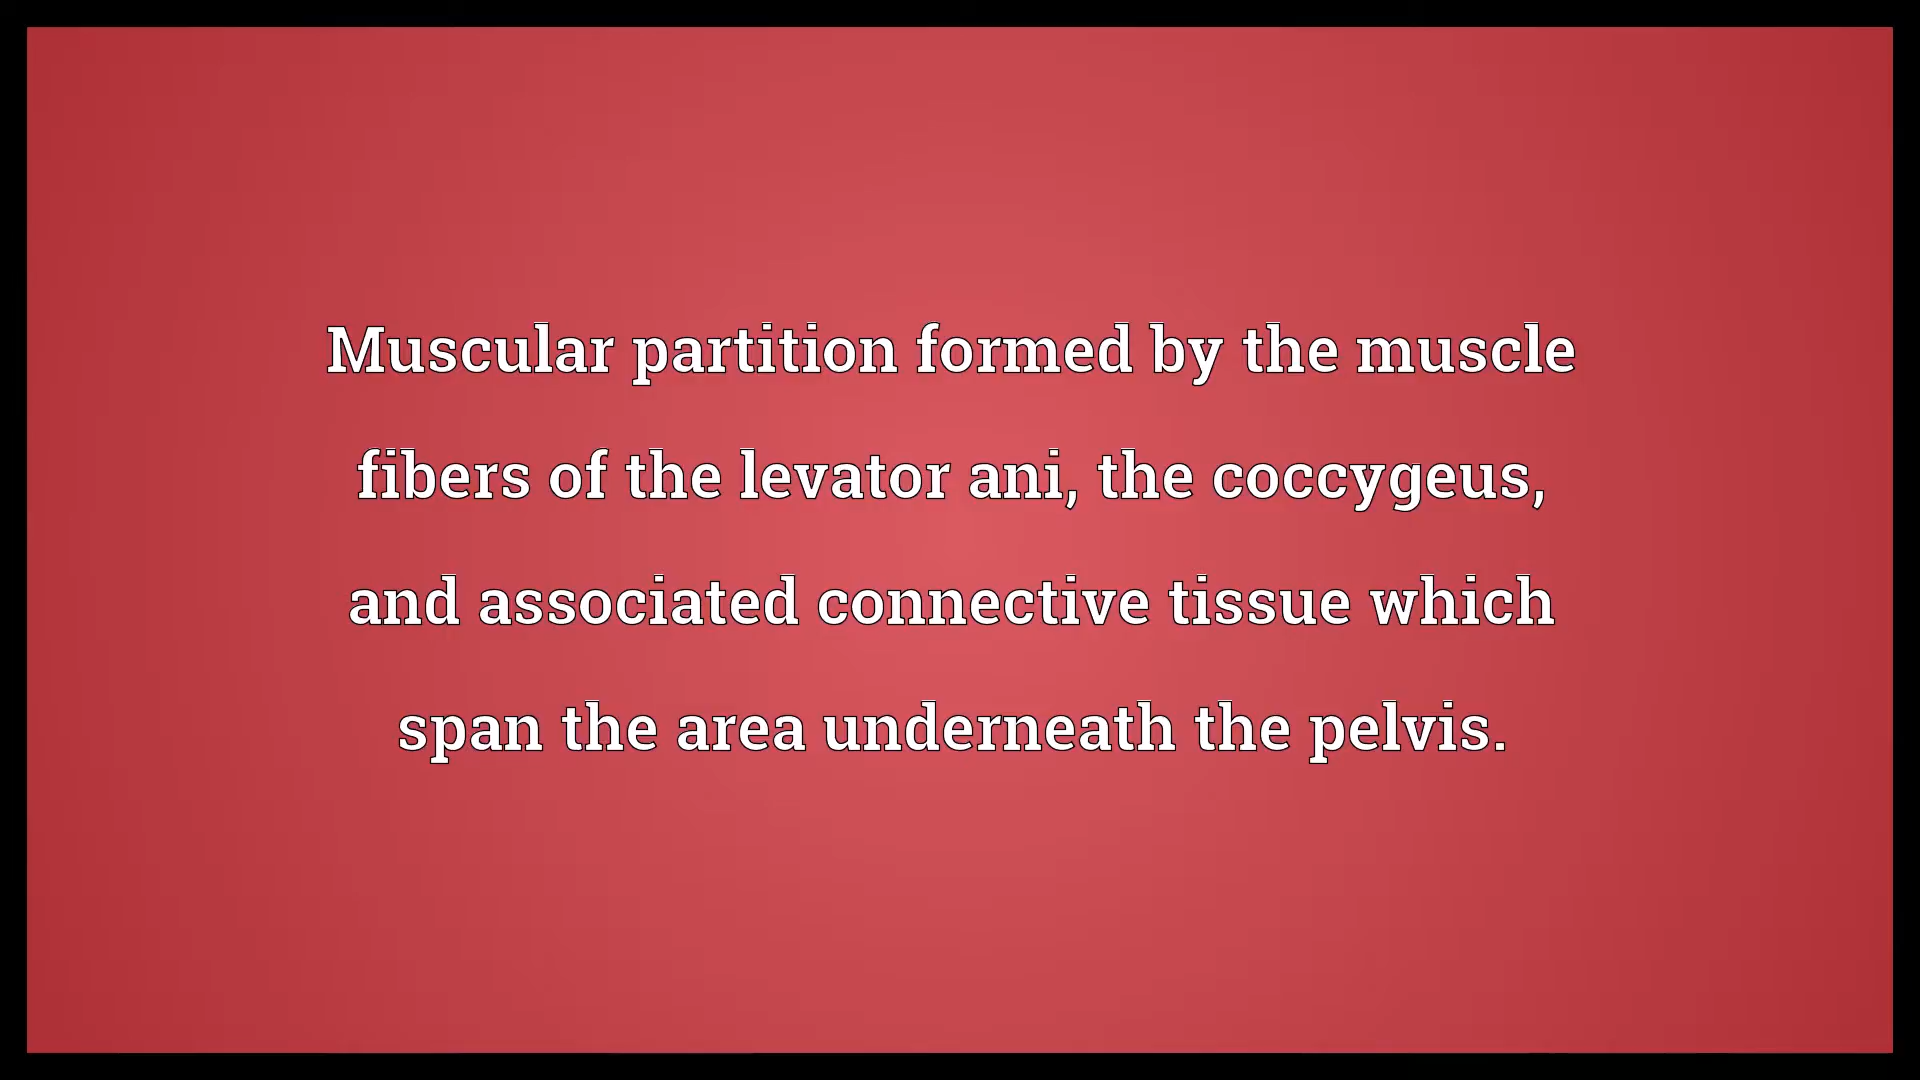 Muscular partition formed by the muscle
fibers of the levator ani, the coccygeus,
and associated connective tissue which
span the area underneath the pelvis.